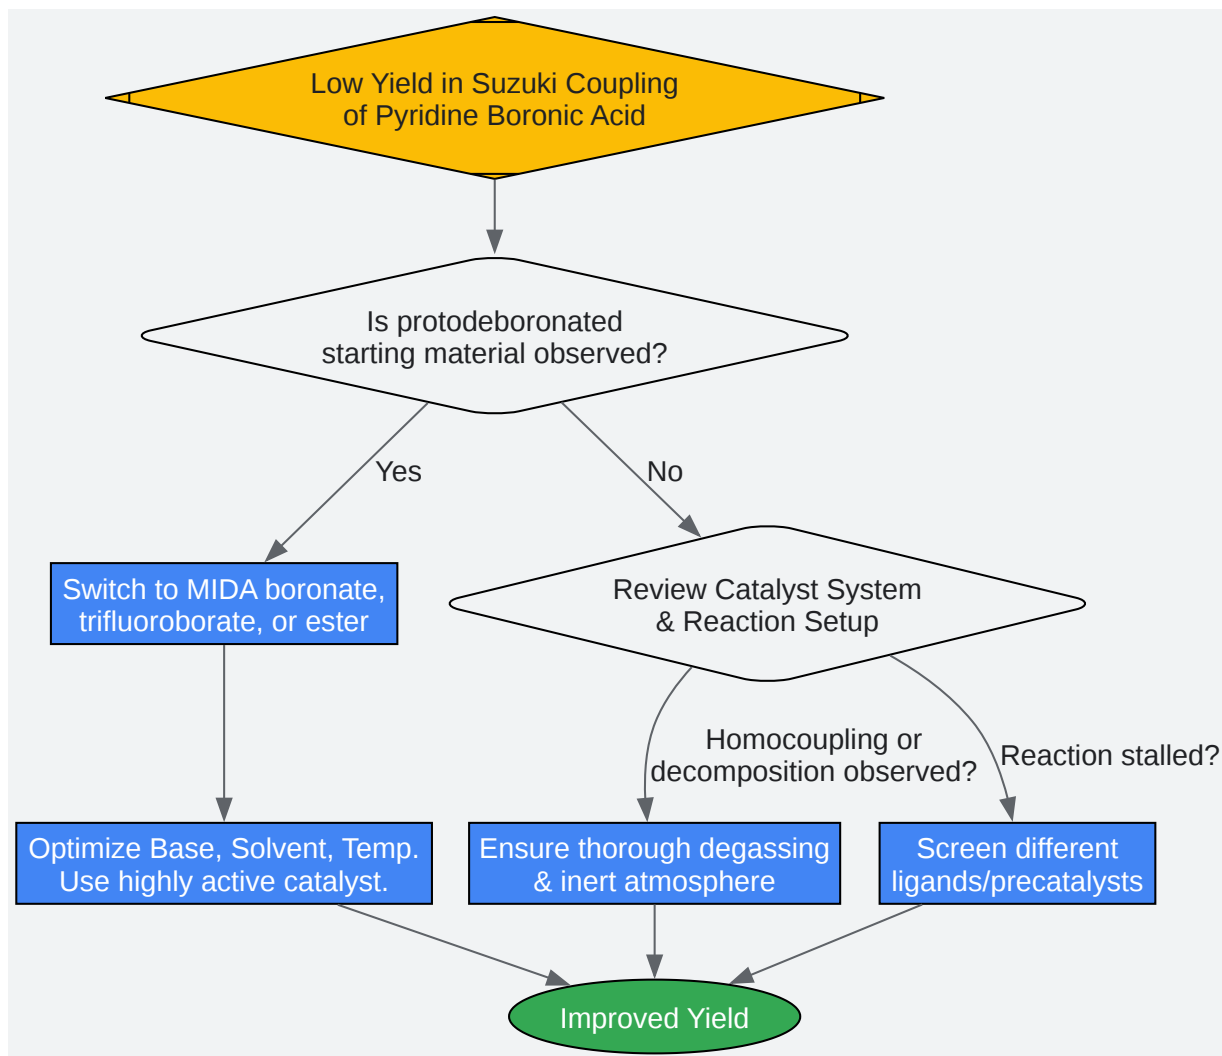 Low Yield in Suzuki Coupling
of Pyridine Boronic Acid
Is protodeboronated
starting material observed?
Yes
No
Switch to MIDA boronate,
trifluoroborate, or ester
Review Catalyst System
& Reaction Setup
Homocoupling or
decomposition observed?
Reaction stalled?
Optimize Base, Solvent, Temp.
Use highly active catalyst.
Ensure thorough degassing
& inert atmosphere
Screen different
ligands/precatalysts
Improved Yield